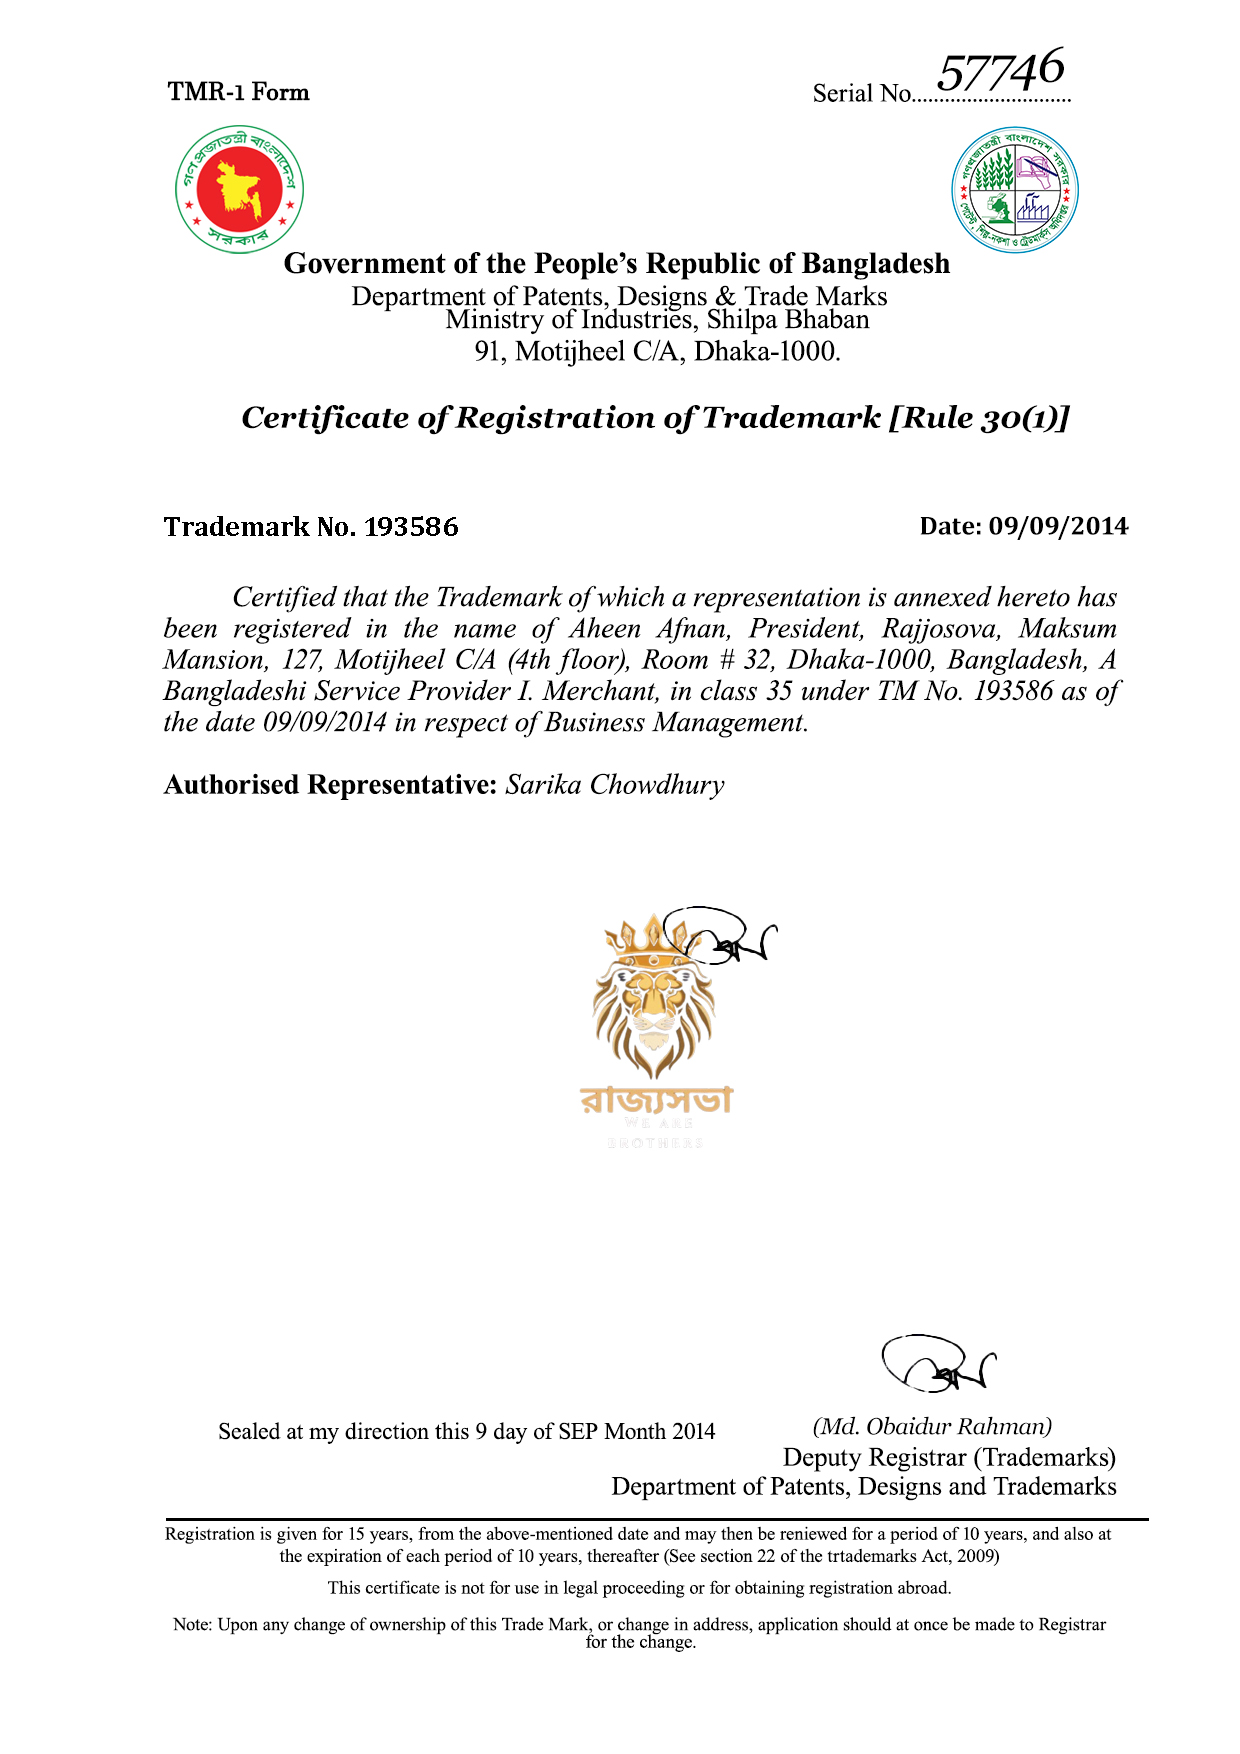 TMR-1 Form
Serial No.............................
57746
গণপ্রজাতন্ত্রী বাংলাদেশ
সরকার
গণপ্রজাতন্ত্রী বাংলাদেশ সরকার
পেটেন্ট, শিল্প-নকশা ও ট্রেডমার্কস অধিদপ্তর
Government of the People’s Republic of Bangladesh
Department of Patents, Designs & Trade Marks
Ministry of Industries, Shilpa Bhaban
91, Motijheel C/A, Dhaka-1000.
Certificate of Registration of Trademark [Rule 30(1)]
Trademark No. 193586
Date: 09/09/2014
Certified that the Trademark of which a representation is annexed hereto has
been registered in the name of Aheen Afnan, President, Rajjosova, Maksum
Mansion, 127, Motijheel C/A (4th floor), Room # 32, Dhaka-1000, Bangladesh, A
Bangladeshi Service Provider I. Merchant, in class 35 under TM No. 193586 as of
the date 09/09/2014 in respect of Business Management.
Authorised Representative: Sarika Chowdhury
রাজ্যসভা
WE ARE
BROTHERS
Sealed at my direction this 9 day of SEP Month 2014
(Md. Obaidur Rahman)
Deputy Registrar (Trademarks)
Department of Patents, Designs and Trademarks
Registration is given for 15 years, from the above-mentioned date and may then be reniewed for a period of 10 years, and also at
the expiration of each period of 10 years, thereafter (See section 22 of the trtademarks Act, 2009)
This certificate is not for use in legal proceeding or for obtaining registration abroad.
Note: Upon any change of ownership of this Trade Mark, or change in address, application should at once be made to Registrar
for the change.